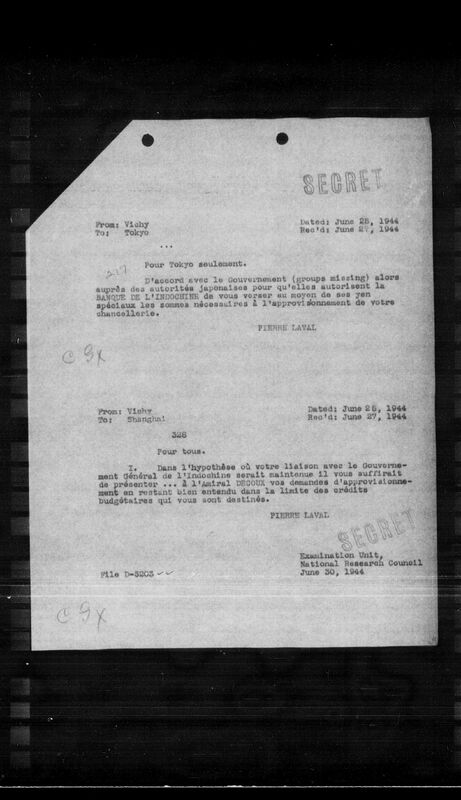 SECRET
From: Vichy
To: Tokyo
Dated: June 26, 1944
Rec'd: June 27, 1944
...
Pour Tokyo seulement.
217
D'accord avec le Gouvernement (groups missing) alors
auprès des autorités japonaises pour qu'elles autorisent la
BANQUE DE L'INDOCHINE de vous verser au moyen de ses yen
spéciaux les sommes nécessaires à l'approvisionnement de votre
chancellerie.
PIERRE LAVAL
C 9x
From: Vichy
To: Shanghai
Dated: June 26, 1944
Rec'd: June 27, 1944
328
Pour tous.
I. Dans l'hypothèse où votre liaison avec le Gouverne-
ment Général de l'Indochine serait maintenue il vous suffirait
de présenter ... à l'Amiral DECOUX vos demandes d'approvisionne-
ment en restant bien entendu dans la limite des crédits
budgétaires qui vous sont destinés.
PIERRE LAVAL
SECRET
Examination Unit,
National Research Council
June 30, 1944
File D-3203
C 9x